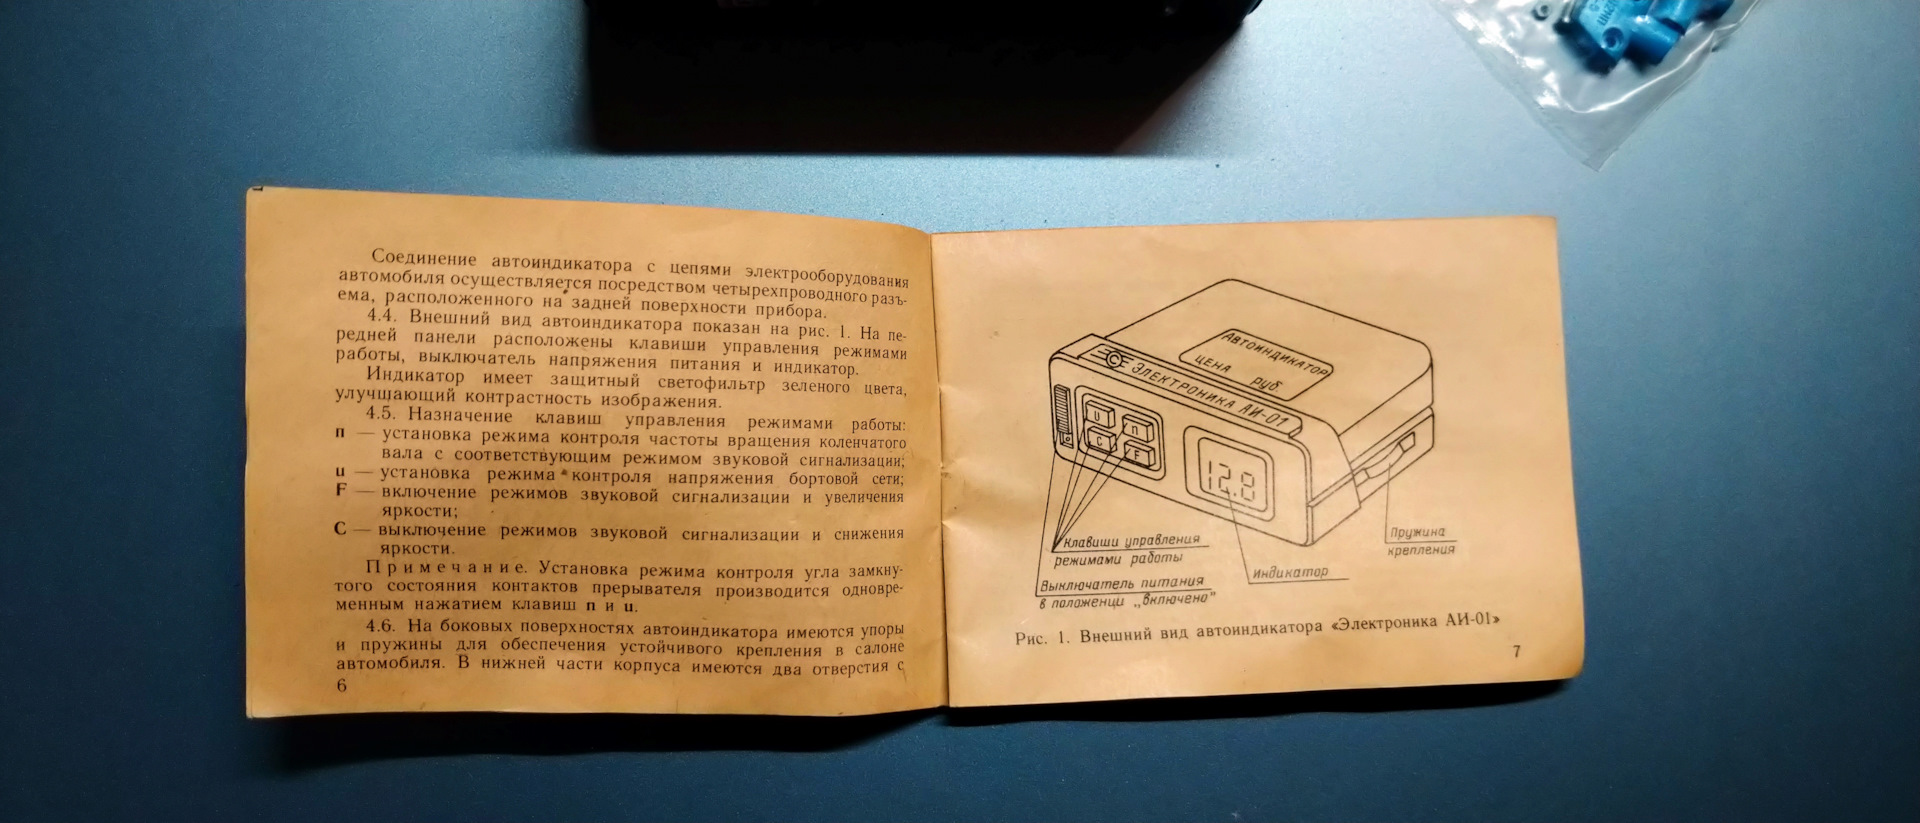 Соединение автоиндикатора с цепями электрооборудования
автомобиля осуществляется посредством четырехпроводного разъ-
ема, расположенного на задней поверхности прибора.
4.4. Внешний вид автоиндикатора показан на рис. 1. На пе-
редней панели расположены клавиши управления режимами
работы, выключатель напряжения питания и индикатор.
Индикатор имеет защитный светофильтр зеленого цвета,
улучшающий контрастность изображения.
4.5. Назначение клавиш управления режимами работы:
п — установка режима контроля частоты вращения коленчатого
вала с соответствующим режимом звуковой сигнализации;
u — установка режима контроля напряжения бортовой сети;
F — включение режимов звуковой сигнализации и увеличения
яркости;
C — выключение режимов звуковой сигнализации и снижения
яркости.
Примечание. Установка режима контроля угла замкну-
того состояния контактов прерывателя производится одновре-
менным нажатием клавиш п и u.
4.6. На боковых поверхностях автоиндикатора имеются упоры
и пружины для обеспечения устойчивого крепления в салоне
автомобиля. В нижней части корпуса имеются два отверстия с
6
Автоиндикатор
цена руб.
Электроника АИ-01
U
п
C
F
12.8
Пружина
крепления
Клавиши управления
режимами работы
Индикатор
Выключатель питания
в положении „включено"
Рис. 1. Внешний вид автоиндикатора «Электроника АИ-01»
7